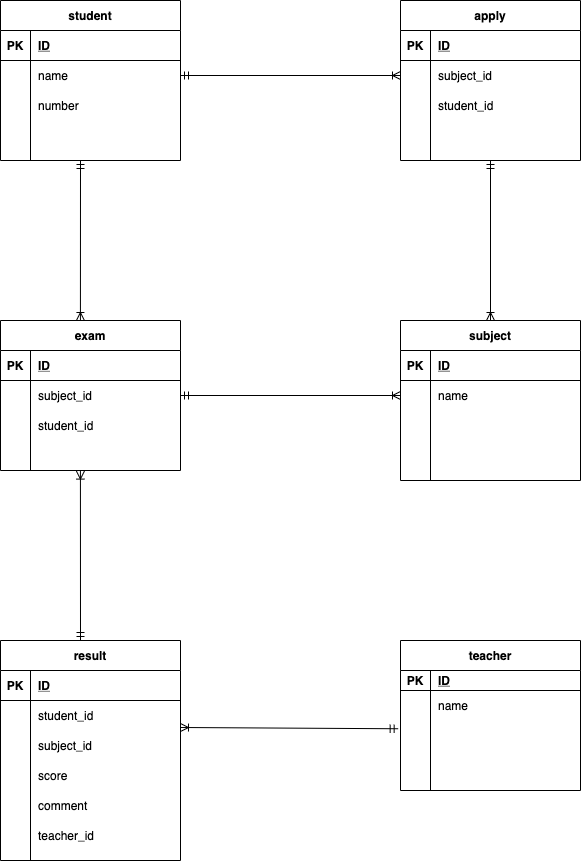 student
PK ID
name
number
apply
PK ID
subject_id
student_id
exam
PK ID
subject_id
student_id
subject
PK ID
name
result
PK ID
student_id
subject_id
score
comment
teacher_id
teacher
PK ID
name